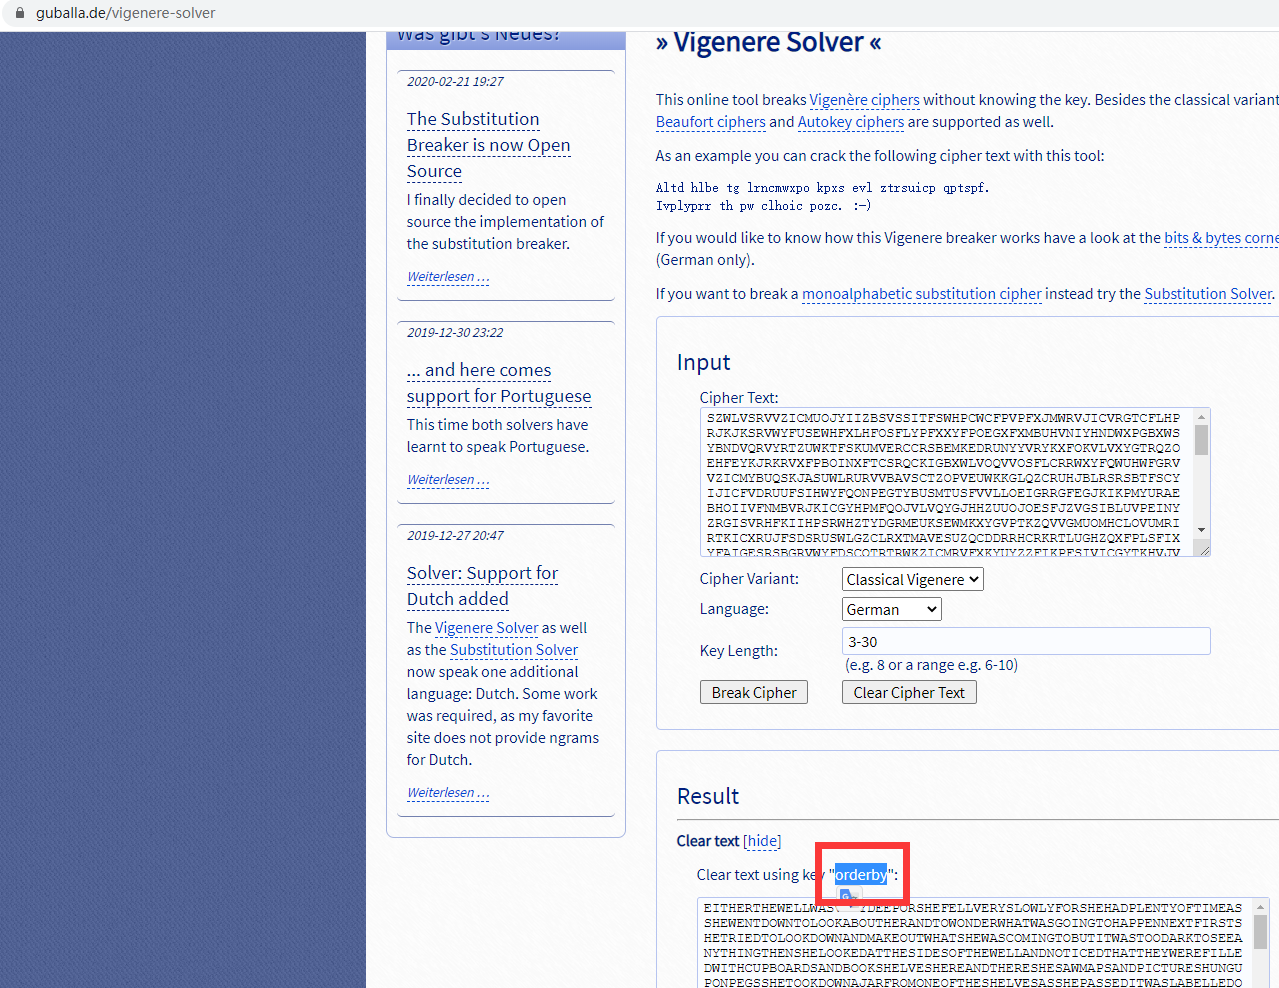 guballa.de/vigenere-solver
Was gibt's Neues?
2020-02-21 19:27
The Substitution
Breaker is now Open
Source
I finally decided to open
source the implementation of
the substitution breaker.
Weiterlesen …
2019-12-30 23:22
... and here comes
support for Portuguese
This time both solvers have
learnt to speak Portuguese.
Weiterlesen …
2019-12-27 20:47
Solver: Support for
Dutch added
The Vigenere Solver as well
as the Substitution Solver
now speak one additional
language: Dutch. Some work
was required, as my favorite
site does not provide ngrams
for Dutch.
Weiterlesen …
» Vigenere Solver «
This online tool breaks Vigenère ciphers without knowing the key. Besides the classical variant
Beaufort ciphers and Autokey ciphers are supported as well.
As an example you can crack the following cipher text with this tool:
Altd hlbe tg lrncmwxpo kpxs evl ztrsuicp qptspf.
Ivplyprr th pw clhoic pozc. :-)
If you would like to know how this Vigenere breaker works have a look at the bits & bytes corne
(German only).
If you want to break a monoalphabetic substitution cipher instead try the Substitution Solver.
Input
Cipher Text:
SZWLVSRVVZICMUOJYIIZBSVSSITFSWHPCWCFPVPFXJMWRVJICVRGTCFLHP
RJKJKSRVWYFUSEWHFXLHFOSFLYPFXXYFPOEGXFXMBUHVNIYHNDWXPGBXWS
YBNDVQRVYRTZUWKTFSKUMVERCCRSBEMKEDRUNYYVRYKXFOKVLVXYGTRQZO
EHFEYKJRKRVXFPBOINXFTCSRQCKIGBXWLVOQVVOSFLCRRWXYFQWUHWFGRV
VZICMYBUQSKJASUWLRURVVBAVSCTZOPVEUWKKGLQZCRUHJBLRSRSBTFSCY
IJICFVDRUUFSIHWYFQONPEGTYBUSMTUSFVVLLOEIGRRGFEGJKIKPMYURAE
BHOIIVFNMBVRJKICGYHPMFQOJVLVQYGJHHZUUOJOESFJZVGSIBLUVPEINY
ZRGISVRHFKIIHPSRWHZTYDGRMEUKSEWMKXYGVPTKZQVVGMUOMHCLOVUMRI
RTKICXRUJFSDSRUSWLGZCLRXTMAVESUZQCDDRRHCRKRTLUGHZQXFPLSFIX
YFAIGESRSBGRVWYFDSCOTRTRWKZICMRVFXKYUYZZFIKPFSIVICGYTKHVJV
Cipher Variant:
Classical Vigenere
Language:
German
Key Length:
3-30
(e.g. 8 or a range e.g. 6-10)
Break Cipher
Clear Cipher Text
Result
Clear text [hide]
Clear text using key "orderby":
EITHERTHEWELLWAS YDEEPORSHEFELLVERYSLOWLYFORSHEHADPLENTYOFTIMEAS
SHEWENTDOWNTOLOOKABOUTHERANDTOWONDERWHATWASGOINGTOHAPPENNEXTFIRSTS
HETRIEDTOLOOKDOWNANDMAKEOUTWHATSHEWASCOMINGTOBUTITWASTOODARKTOSEEA
NYTHINGTHENSHELOOKEDATTHESIDESOFTHEWELLANDNOTICEDTHATTHEYWEREFILLE
DWITHCUPBOARDSANDBOOKSHELVESHEREANDTHERESHESAWMAPSANDPICTURESHUNGU
PONPEGSSHETOOKDOWNAJARFROMONEOFTHESHELVESASSHEPASSEDITWASLABELLEDO